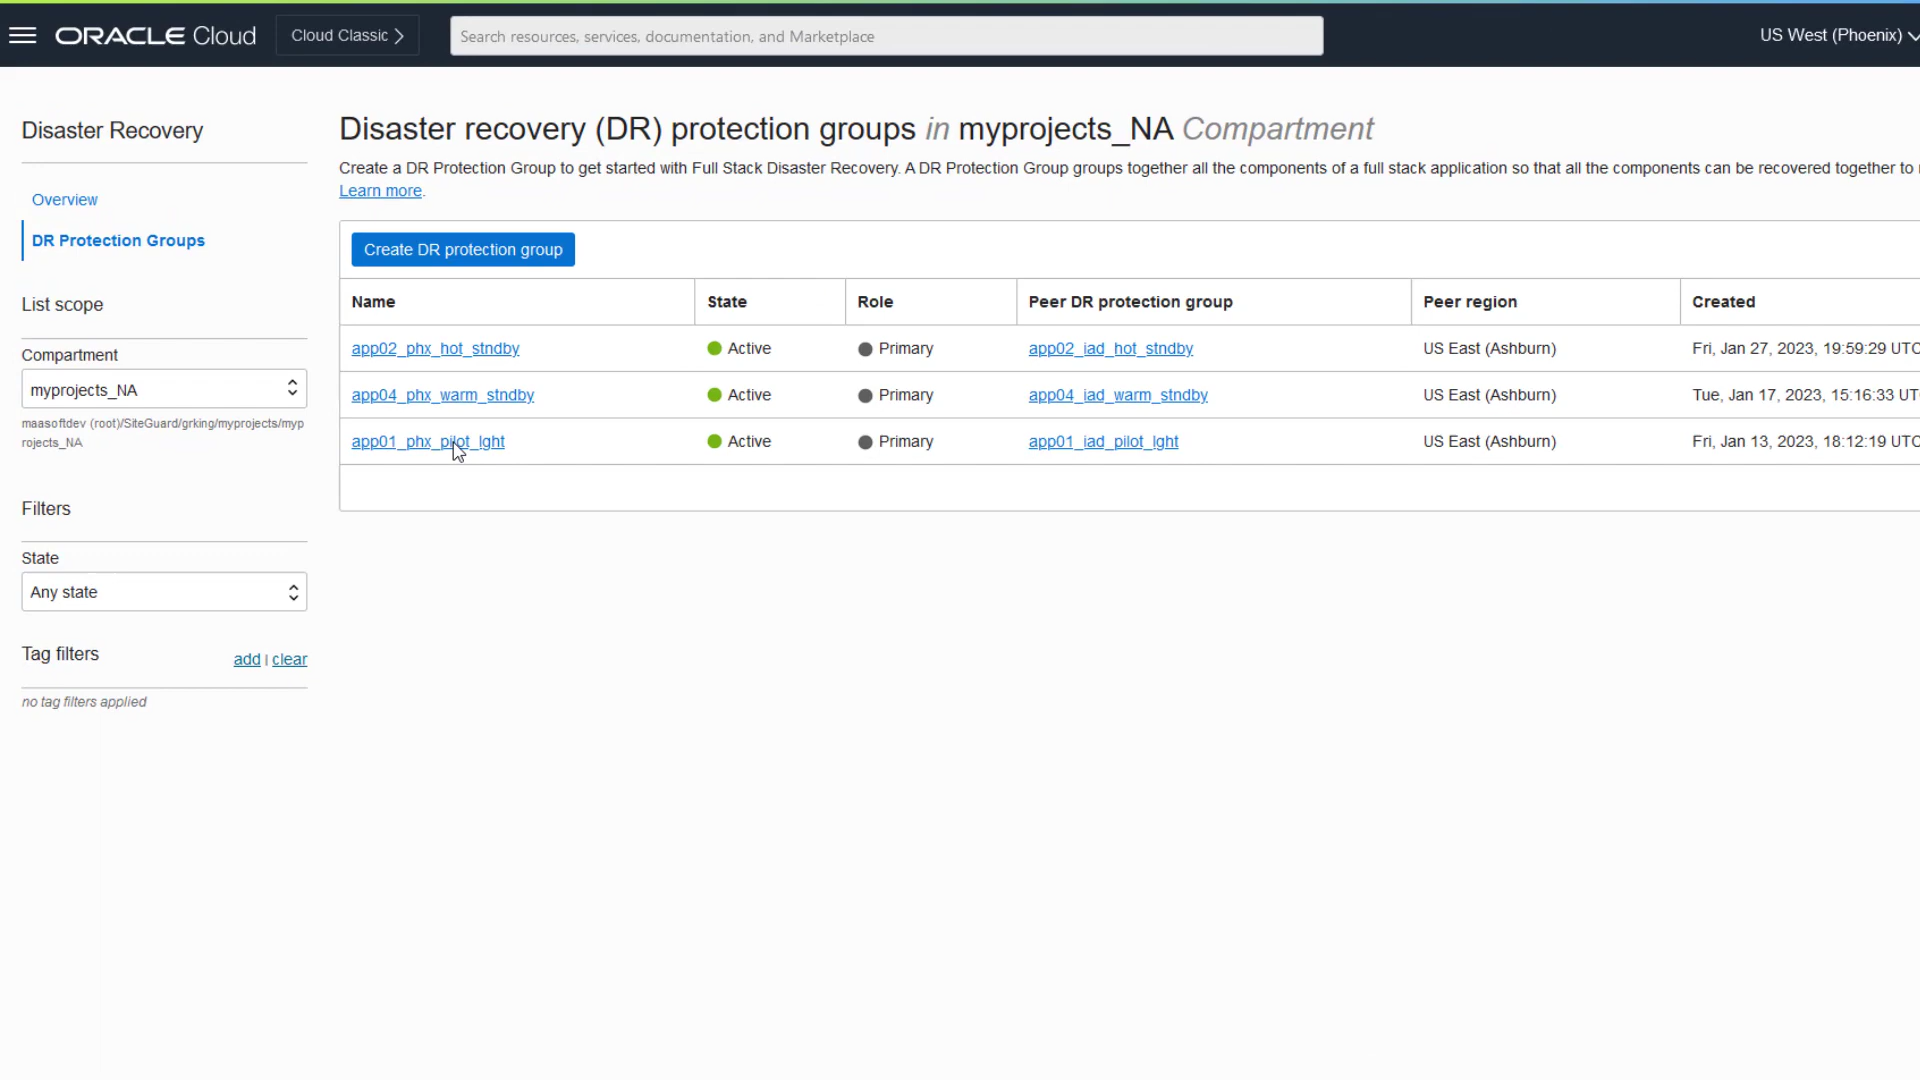 ORACLE Cloud
Cloud Classic
Search resources, services, documentation, and Marketplace
US West (Phoenix)
Disaster Recovery
Overview
DR Protection Groups
List scope
Compartment
myprojects_NA
maasoftdev (root)/SiteGuard/grking/myprojects/myp
rojects_NA
Filters
State
Any state
Tag filters
add | clear
no tag filters applied
Disaster recovery (DR) protection groups in myprojects_NA Compartment
Create a DR Protection Group to get started with Full Stack Disaster Recovery. A DR Protection Group groups together all the components of a full stack application so that all the components can be recovered together to
Learn more.
Create DR protection group
Name State Role Peer DR protection group Peer region Created
app02_phx_hot_stndby Active Primary app02_iad_hot_stndby US East (Ashburn) Fri, Jan 27, 2023, 19:59:29 UTC
app04_phx_warm_stndby Active Primary app04_iad_warm_stndby US East (Ashburn) Tue, Jan 17, 2023, 15:16:33 UT
app01_phx_pilot_lght Active Primary app01_iad_pilot_lght US East (Ashburn) Fri, Jan 13, 2023, 18:12:19 UTC